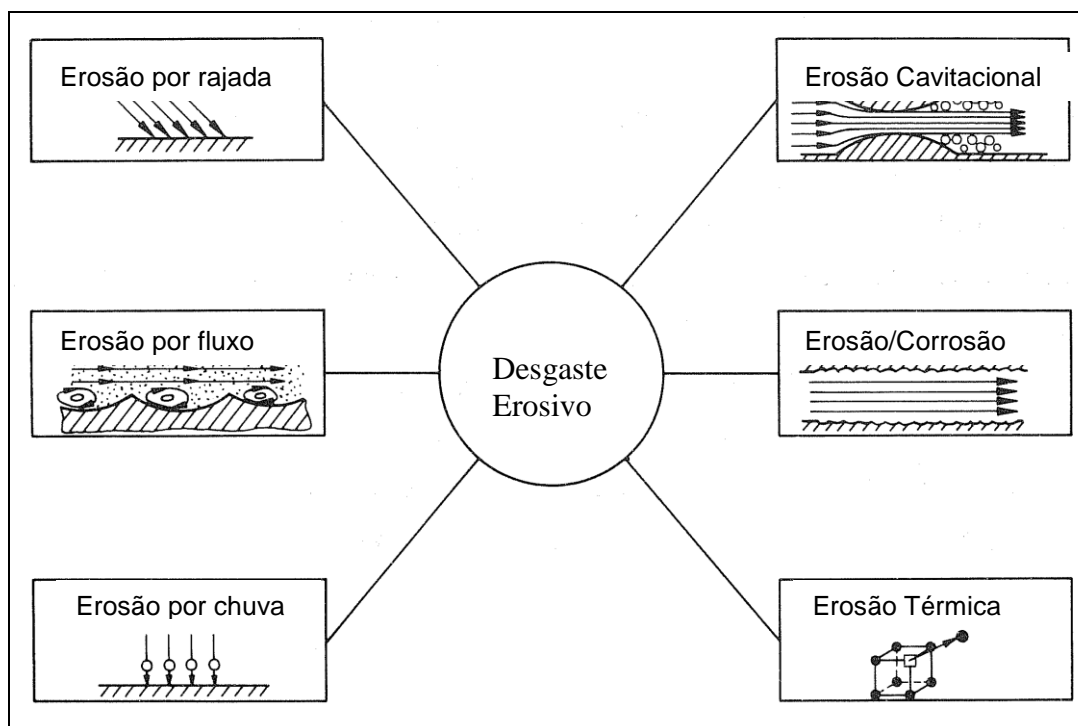 Erosão por rajada
Erosão Cavitacional
Erosão por fluxo
Desgaste
Erosivo
Erosão/Corrosão
Erosão por chuva
Erosão Térmica